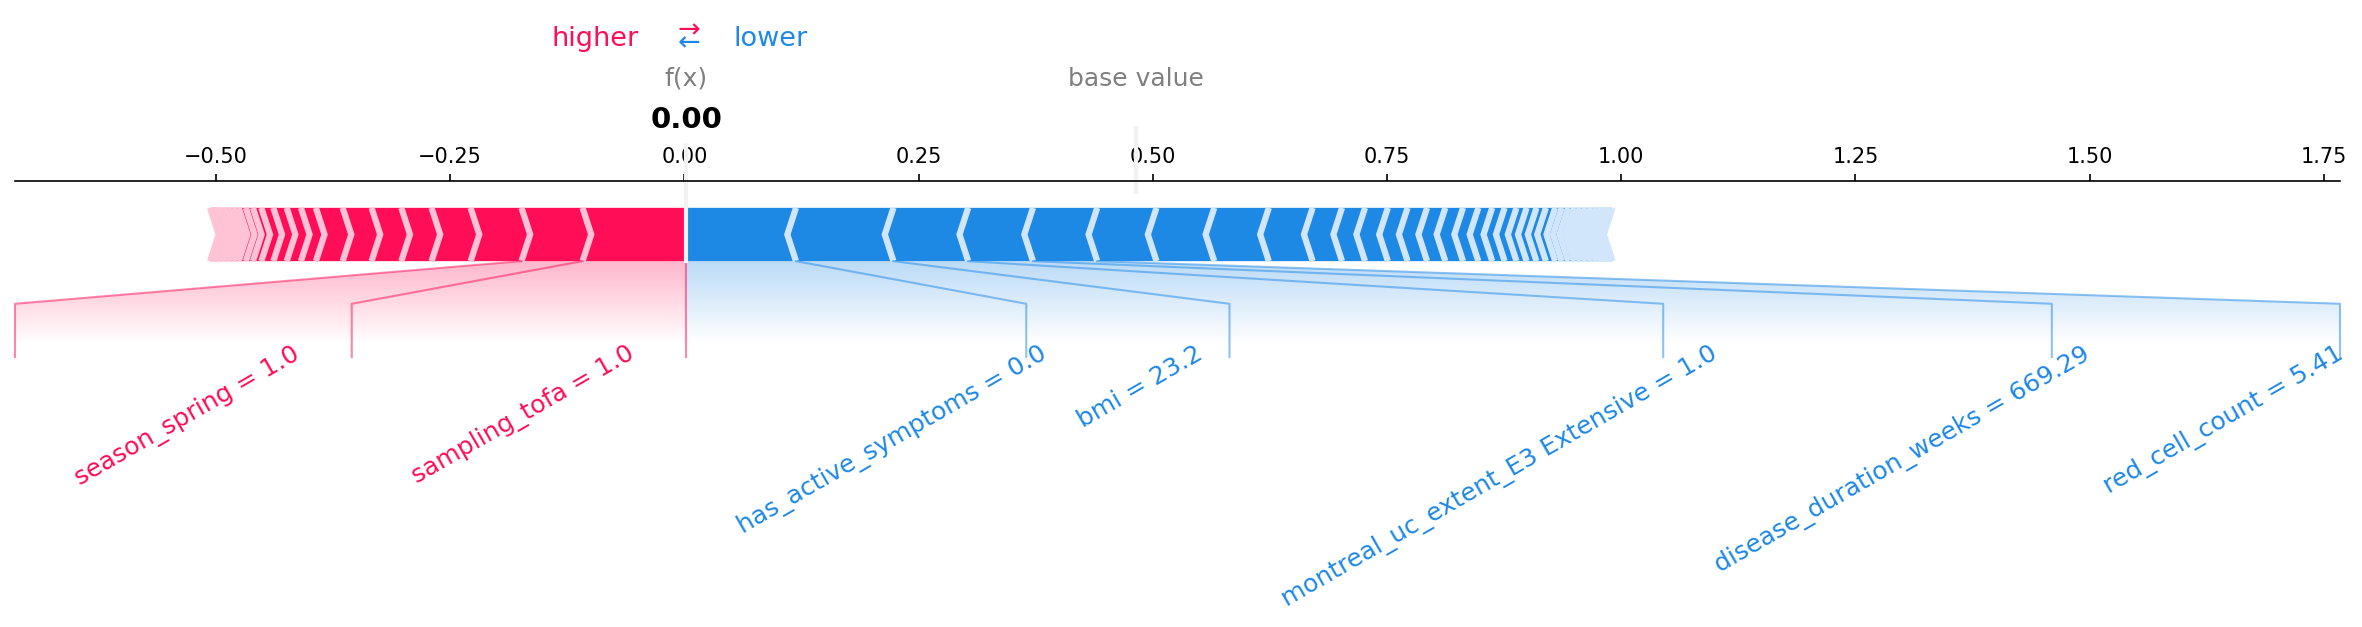 higher ⇄ lower
f(x) base value
0.00
−0.50 −0.25 0.00 0.25 0.50 0.75 1.00 1.25 1.50 1.75
season_spring = 1.0
sampling_tofa = 1.0
has_active_symptoms = 0.0
bmi = 23.2
montreal_uc_extent_E3 Extensive = 1.0
disease_duration_weeks = 669.29
red_cell_count = 5.41